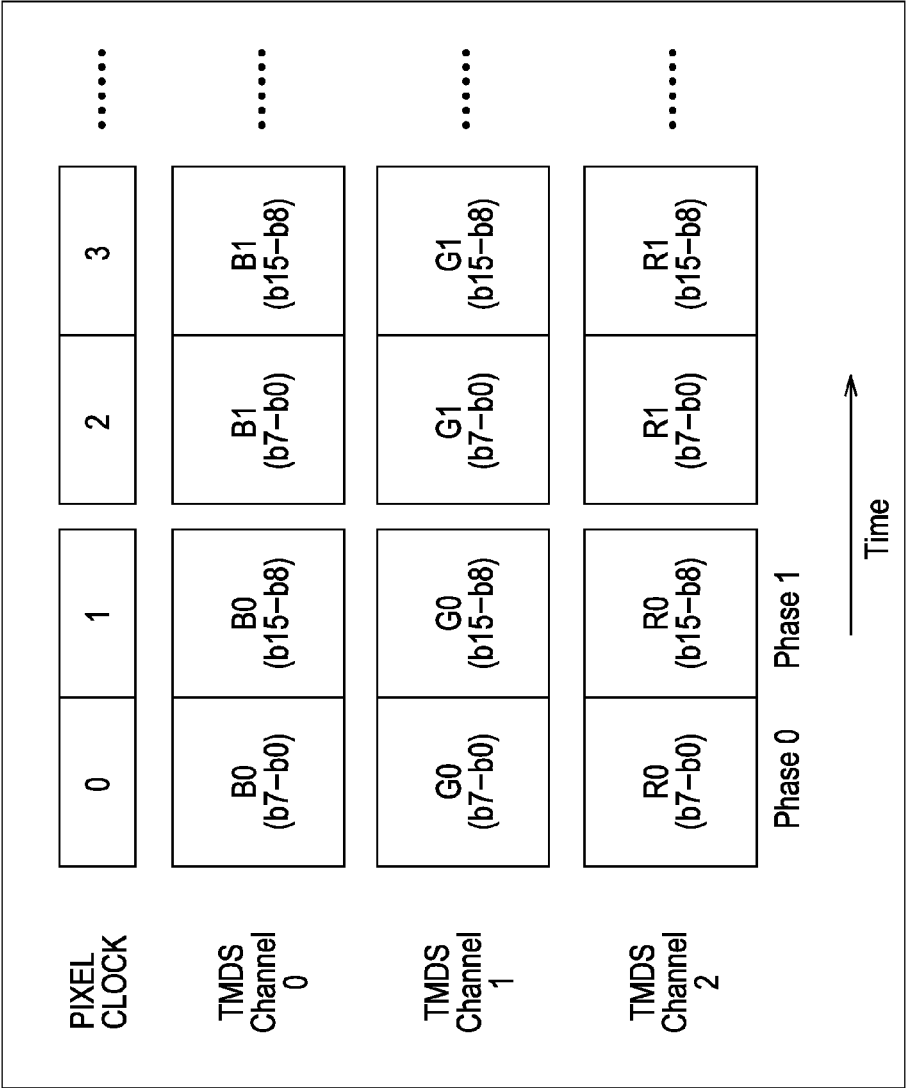 PIXEL
CLOCK
0
1
2
3
......
TMDS
Channel
0
B0
(b7−b0)
B0
(b15−b8)
B1
(b7−b0)
B1
(b15−b8)
......
TMDS
Channel
1
G0
(b7−b0)
G0
(b15−b8)
G1
(b7−b0)
G1
(b15−b8)
......
TMDS
Channel
2
R0
(b7−b0)
R0
(b15−b8)
R1
(b7−b0)
R1
(b15−b8)
......
Phase 0
Phase 1
Time